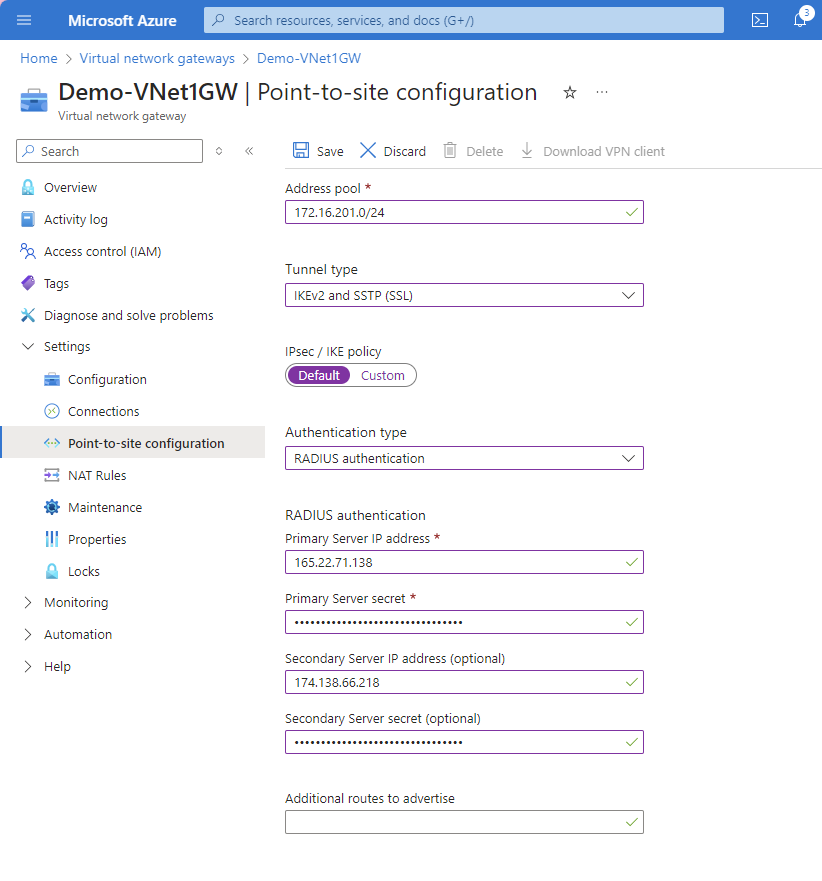 Microsoft Azure
Search resources, services, and docs (G+/)
3
Home > Virtual network gateways > Demo-VNet1GW
Demo-VNet1GW | Point-to-site configuration
Virtual network gateway
Search
Save
Discard
Delete
Download VPN client
Overview
Activity log
Access control (IAM)
Tags
Diagnose and solve problems
Settings
Configuration
Connections
Point-to-site configuration
NAT Rules
Maintenance
Properties
Locks
Monitoring
Automation
Help
Address pool *
172.16.201.0/24
Tunnel type
IKEv2 and SSTP (SSL)
IPsec / IKE policy
Default
Custom
Authentication type
RADIUS authentication
RADIUS authentication
Primary Server IP address *
165.22.71.138
Primary Server secret *
••••••••••••••••••••••••••••••••
Secondary Server IP address (optional)
174.138.66.218
Secondary Server secret (optional)
••••••••••••••••••••••••••••••••
Additional routes to advertise